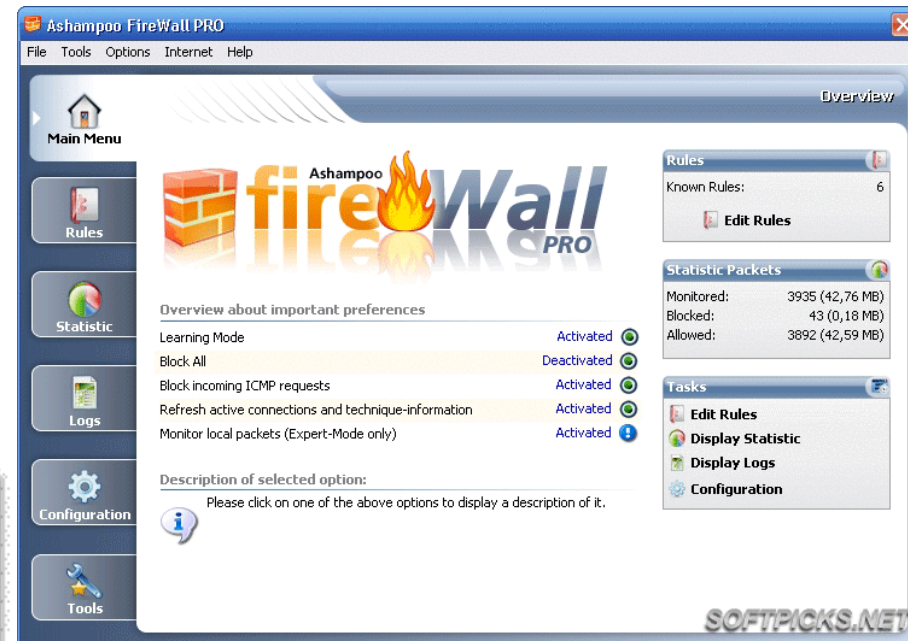 Ashampoo FireWall PRO
File Tools Options Internet Help
Overview
Main Menu
Rules
Statistic
Logs
Configuration
Tools
Ashampoo
fireWall
PRO
Overview about important preferences
Learning Mode Activated
Block All Deactivated
Block incoming ICMP requests Activated
Refresh active connections and technique-information Activated
Monitor local packets (Expert-Mode only) Activated
Description of selected option:
Please click on one of the above options to display a description of it.
Rules
Known Rules: 6
Edit Rules
Statistic Packets
Monitored: 3935 (42,76 MB)
Blocked: 43 (0,18 MB)
Allowed: 3892 (42,59 MB)
Tasks
Edit Rules
Display Statistic
Display Logs
Configuration
SOFTPICKS.NET